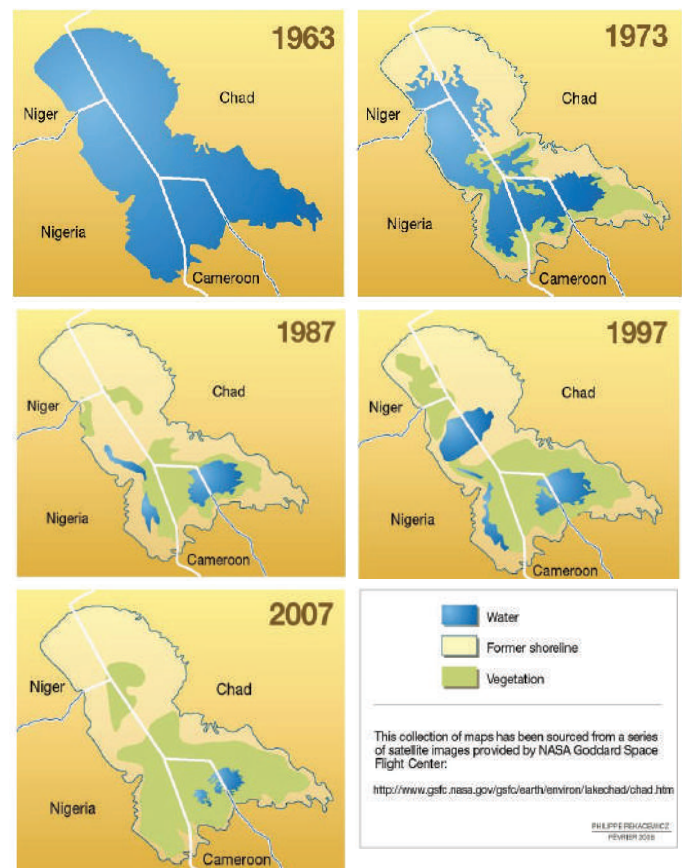 1963
Niger
Chad
Nigeria
Cameroon
1973
Niger
Chad
Nigeria
Cameroon
1987
Niger
Chad
Nigeria
Cameroon
1997
Niger
Chad
Nigeria
Cameroon
2007
Niger
Chad
Nigeria
Cameroon
Water
Former shoreline
Vegetation
This collection of maps has been sourced from a series
of satellite images provided by NASA Goddard Space
Flight Center:
http://www.gsfc.nasa.gov/gsfc/earth/environ/lakechad/chad.htm
PHILIPPE REKACEWICZ
FÉVRIER 2008